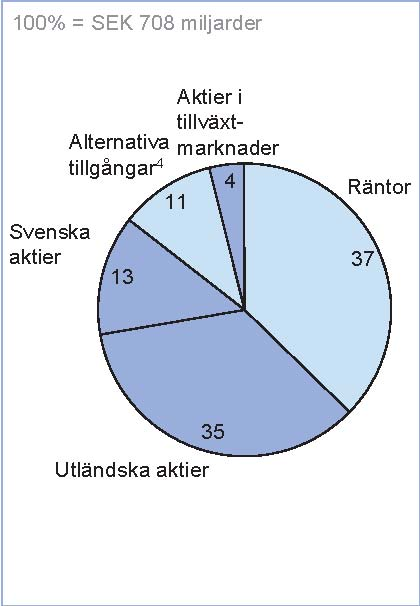 100% = SEK 708 miljarder
Aktier i
tillväxt-
marknader
4
Alternativa
tillgångar⁴
11
Räntor
37
Svenska
aktier
13
35
Utländska aktier